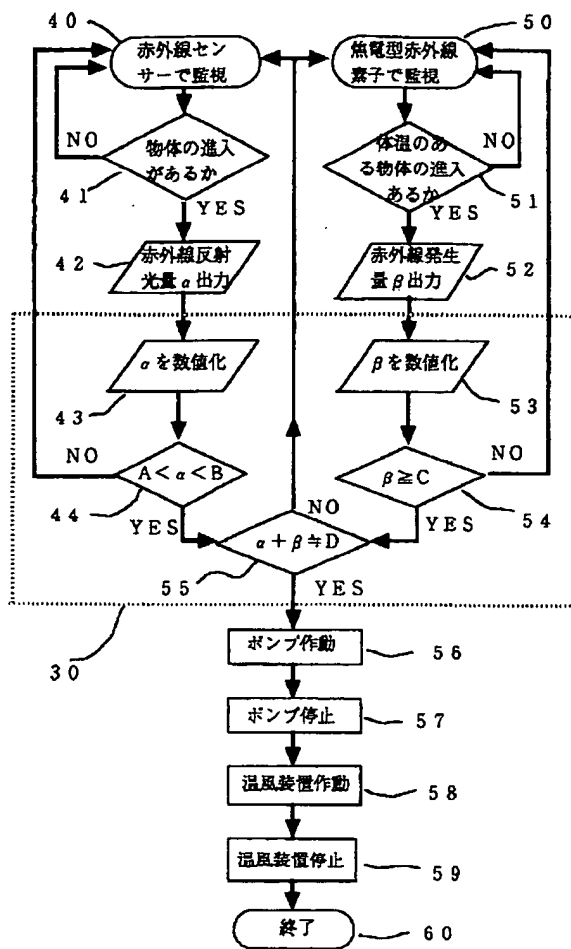 40
50
赤外線セン
サーで監視
焦電型赤外線
素子で監視
NO
物体の進入
があるか
体温のあ
る物体の進入
あるか
NO
41
YES
YES
51
42
赤外線反射
光量α出力
赤外線発生
量β出力
52
αを数値化
βを数値化
43
53
NO
A<α<B
β≧C
NO
44
YES
NO
YES
54
α+β≒D
55
YES
30
ポンプ作動
56
ポンプ停止
57
温風装置作動
58
温風装置停止
59
終了
60